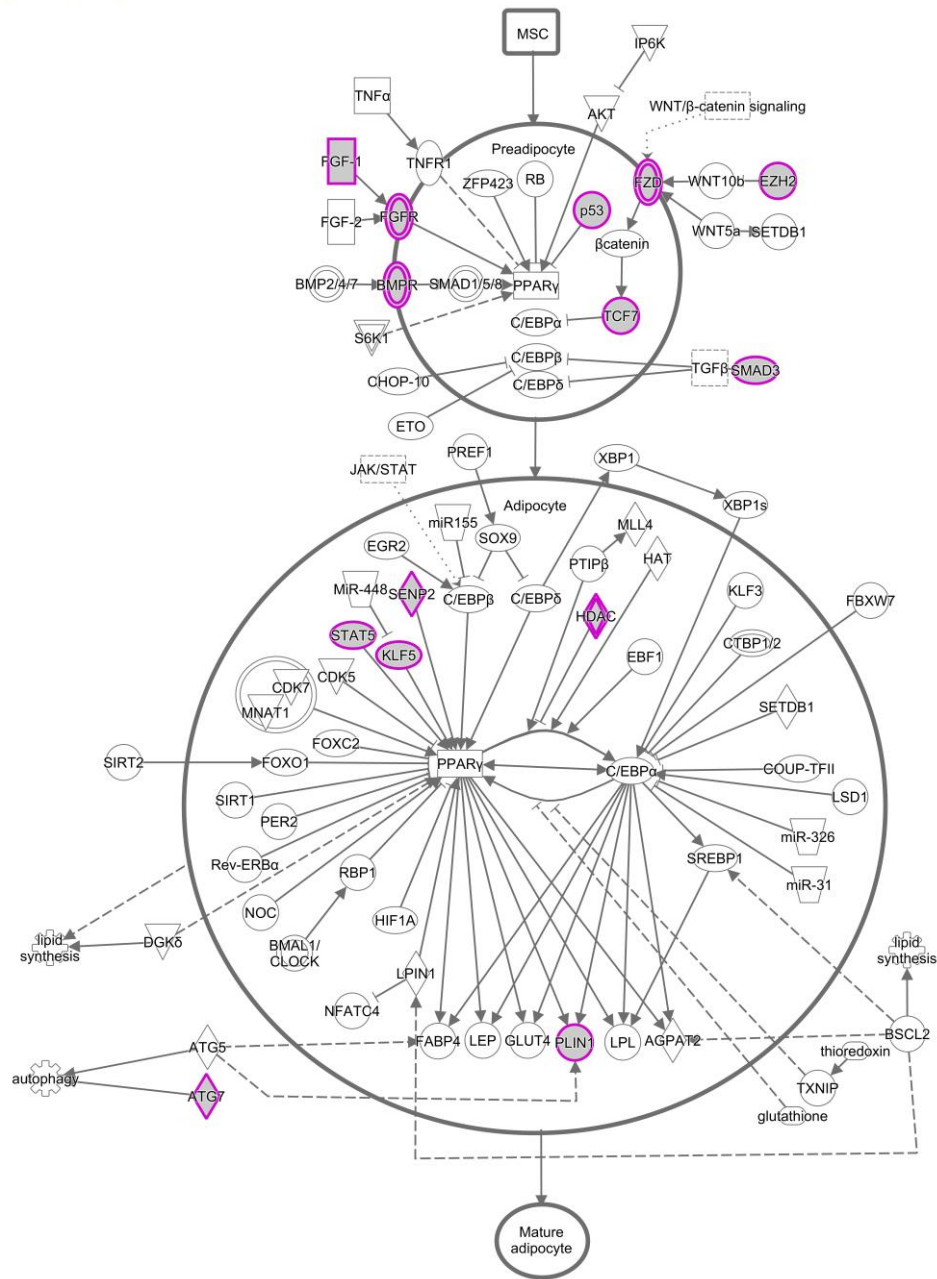 MSC
IP6K
TNFα
AKT
WNT/β-catenin signaling
Preadipocyte
FGF-1
TNFR1
ZFP423
RB
FZD
WNT10b
EZH2
FGF-2
FGFR
p53
WNT5a
SETDB1
βcatenin
BMP2/4/7
BMPR
SMAD1/5/8
PPARγ
TCF7
C/EBPα
S6K1
C/EBPβ
TGFβ
SMAD3
CHOP-10
C/EBPδ
ETO
PREF1
XBP1
JAK/STAT
Adipocyte
XBP1s
miR155
MLL4
EGR2
SOX9
PTIPβ
HAT
MiR-448
SENP2
C/EBPβ
C/EBPδ
KLF3
FBXW7
HDAC
STAT5
KLF5
EBF1
CTBP1/2
CDK7
CDK5
MNAT1
SETDB1
FOXC2
SIRT2
FOXO1
PPARγ
C/EBPα
COUP-TFII
SIRT1
LSD1
PER2
miR-326
Rev-ERBα
RBP1
SREBP1
miR-31
NOC
HIF1A
lipid
synthesis
DGKδ
BMAL1/
CLOCK
LPIN1
lipid
synthesis
NFATC4
FABP4
LEP
GLUT4
PLIN1
LPL
AGPAT2
BSCL2
ATG5
thioredoxin
autophagy
ATG7
TXNIP
glutathione
Mature
adipocyte